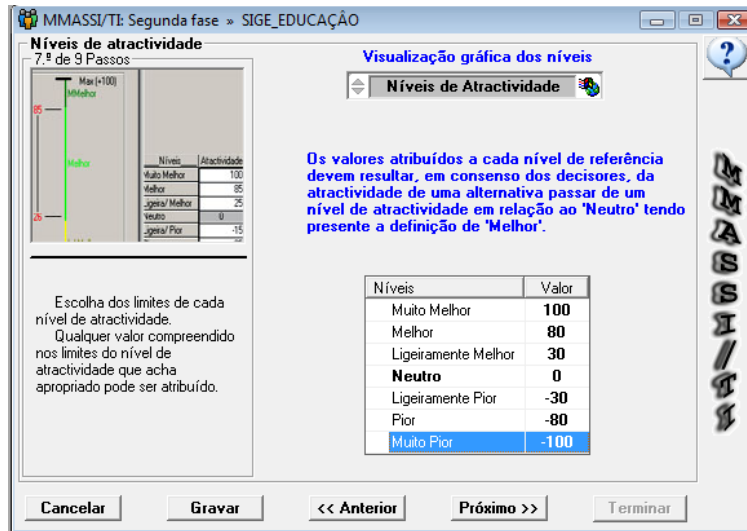 MMASSI/TI: Segunda fase » SIGE_EDUCAÇÂO
Níveis de atractividade
7.º de 9 Passos
Max(+100)
MMelhor
85
Melhor
26
Níveis Atractividade
Muito Melhor 100
Melhor 85
Ligeira/ Melhor 25
Neutro 0
Ligeira/ Pior -15
Escolha dos limites de cada
nível de atractividade.
Qualquer valor compreendido
nos limites do nível de
atractividade que acha
apropriado pode ser atribuído.
Visualização gráfica dos níveis
Níveis de Atractividade
Os valores atribuídos a cada nível de referência
devem resultar, em consenso dos decisores, da
atractividade de uma alternativa passar de um
nível de atractividade em relação ao 'Neutro' tendo
presente a definição de 'Melhor'.
Níveis Valor
Muito Melhor 100
Melhor 80
Ligeiramente Melhor 30
Neutro 0
Ligeiramente Pior -30
Pior -80
Muito Pior -100
?
MMASSI/TI
Cancelar Gravar << Anterior Próximo >> Terminar